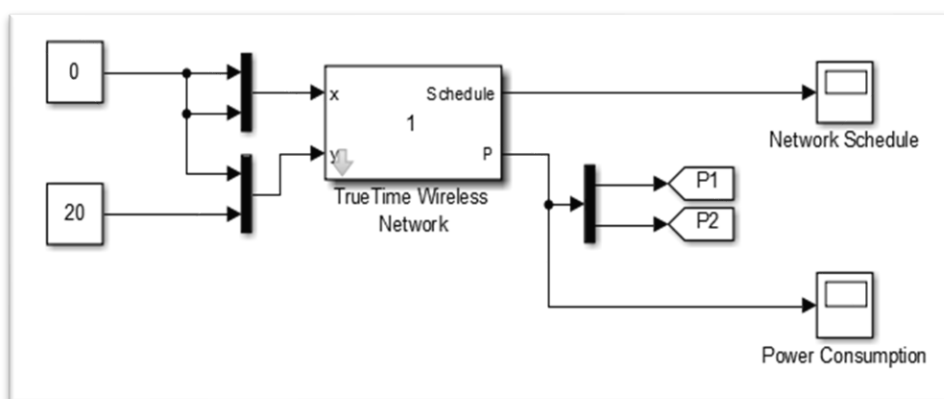 0
20
x
Schedule
1
y
P
TrueTime Wireless
Network
Network Schedule
P1
P2
Power Consumption